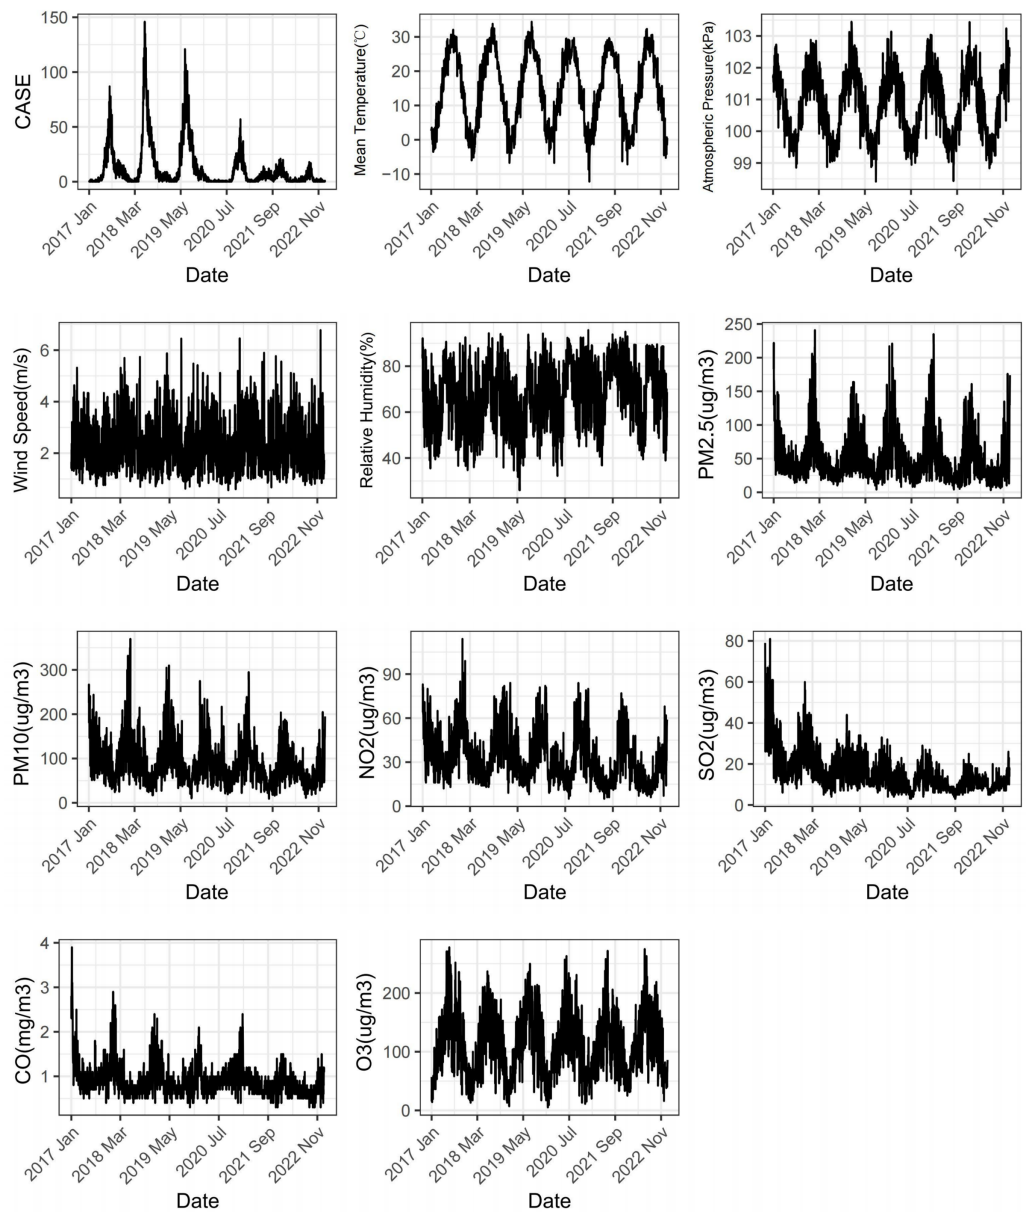 CASE
150
100
50
0
2017 Jan
2018 Mar
2019 May
2020 Jul
2021 Sep
2022 Nov
Date
Mean Temperature(℃)
30
20
10
0
−10
2017 Jan
2018 Mar
2019 May
2020 Jul
2021 Sep
2022 Nov
Date
Atmospheric Pressure(kPa)
103
102
101
100
99
2017 Jan
2018 Mar
2019 May
2020 Jul
2021 Sep
2022 Nov
Date
Wind Speed(m/s)
6
4
2
2017 Jan
2018 Mar
2019 May
2020 Jul
2021 Sep
2022 Nov
Date
Relative Humidity(%)
80
60
40
2017 Jan
2018 Mar
2019 May
2020 Jul
2021 Sep
2022 Nov
Date
PM2.5(ug/m3)
250
200
150
100
50
0
2017 Jan
2018 Mar
2019 May
2020 Jul
2021 Sep
2022 Nov
Date
PM10(ug/m3)
300
200
100
0
2017 Jan
2018 Mar
2019 May
2020 Jul
2021 Sep
2022 Nov
Date
NO2(ug/m3)
90
60
30
0
2017 Jan
2018 Mar
2019 May
2020 Jul
2021 Sep
2022 Nov
Date
SO2(ug/m3)
80
60
40
20
0
2017 Jan
2018 Mar
2019 May
2020 Jul
2021 Sep
2022 Nov
Date
CO(mg/m3)
4
3
2
1
2017 Jan
2018 Mar
2019 May
2020 Jul
2021 Sep
2022 Nov
Date
O3(ug/m3)
200
100
0
2017 Jan
2018 Mar
2019 May
2020 Jul
2021 Sep
2022 Nov
Date